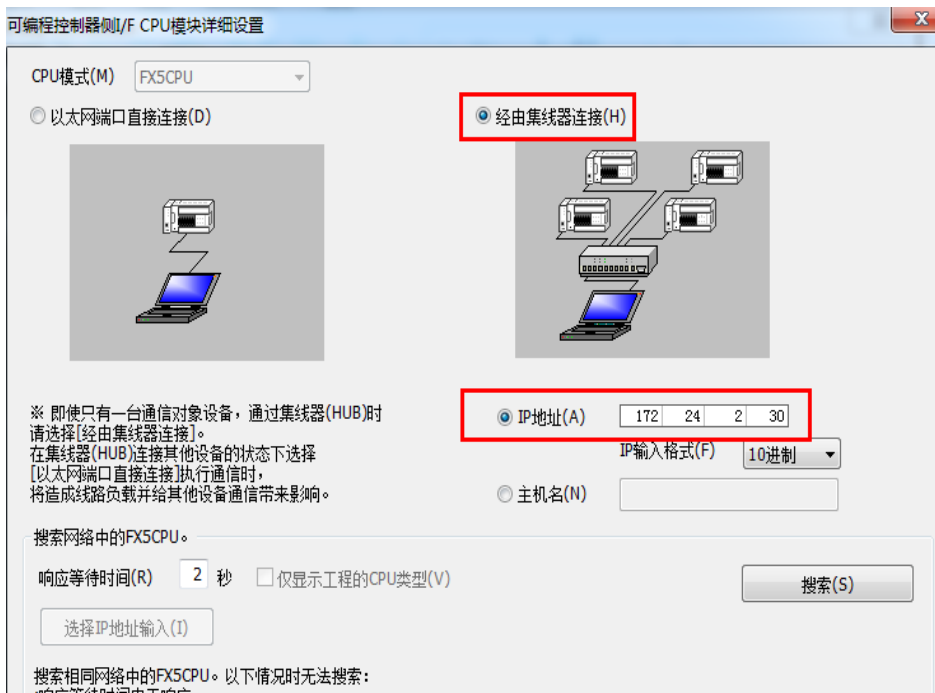 可编程控制器侧I/F CPU模块详细设置
CPU模式(M) FX5CPU
以太网端口直接连接(D)
经由集线器连接(H)
※ 即使只有一台通信对象设备，通过集线器(HUB)时
请选择[经由集线器连接]。
在集线器(HUB)连接其他设备的状态下选择
[以太网端口直接连接]执行通信时，
将造成线路负载并给其他设备通信带来影响。
IP地址(A) 172 24 2 30
IP输入格式(F) 10进制
主机名(N)
搜索网络中的FX5CPU。
响应等待时间(R) 2 秒 仅显示工程的CPU类型(V)
搜索(S)
选择IP地址输入(I)
搜索相同网络中的FX5CPU。以下情况时无法搜索：